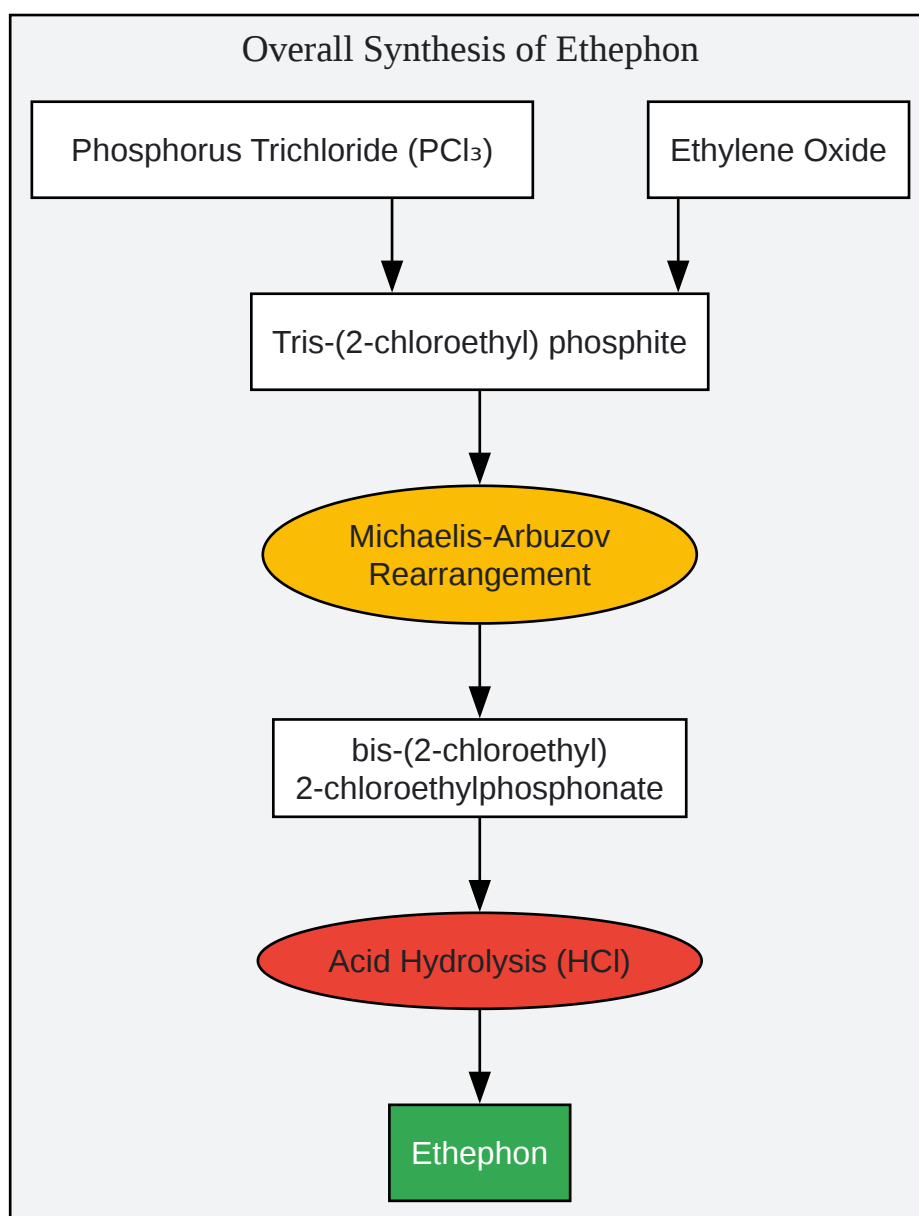 Overall Synthesis of Ethephon
Phosphorus Trichloride (PCl₃)
Ethylene Oxide
Tris-(2-chloroethyl) phosphite
Michaelis-Arbuzov
Rearrangement
bis-(2-chloroethyl)
2-chloroethylphosphonate
Acid Hydrolysis (HCl)
Ethephon